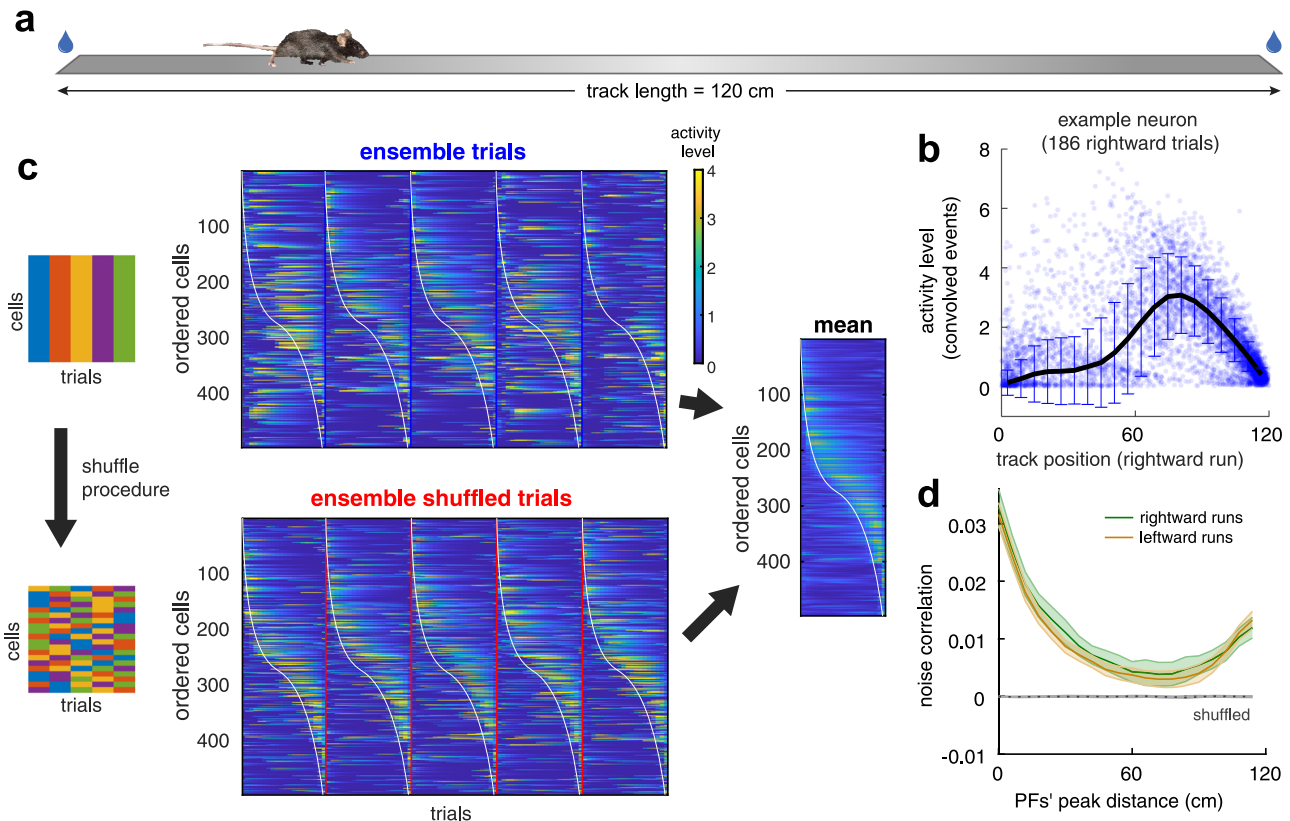 a
track length = 120 cm
b
example neuron
(186 rightward trials)
activity level
(convolved events)
8
6
4
2
0
0
60
120
track position (rightward run)
c
cells
trials
shuffle
procedure
cells
trials
ensemble trials
activity
level
4
3
2
1
0
ordered cells
100
200
300
400
ensemble shuffled trials
ordered cells
100
200
300
400
trials
mean
ordered cells
100
200
300
400
d
noise correlation
0.03
0.02
0.01
0
-0.01
rightward runs
leftward runs
shuffled
0
60
120
PFs' peak distance (cm)